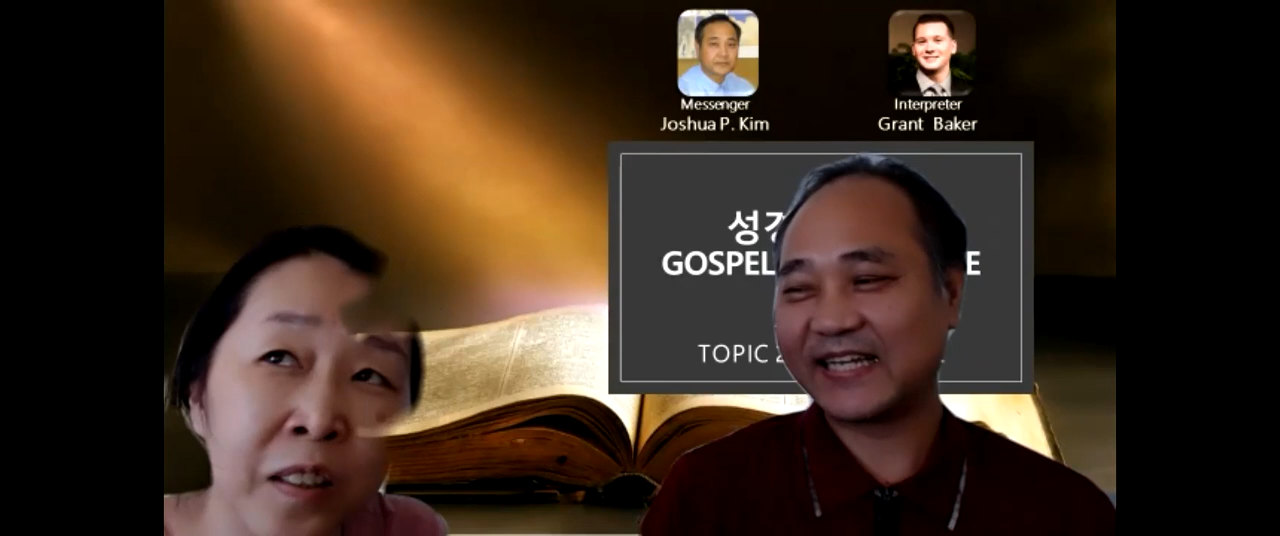 Messenger
Joshua P. Kim
Interpreter
Grant Baker
성경
GOSPEL E
TOPIC 2